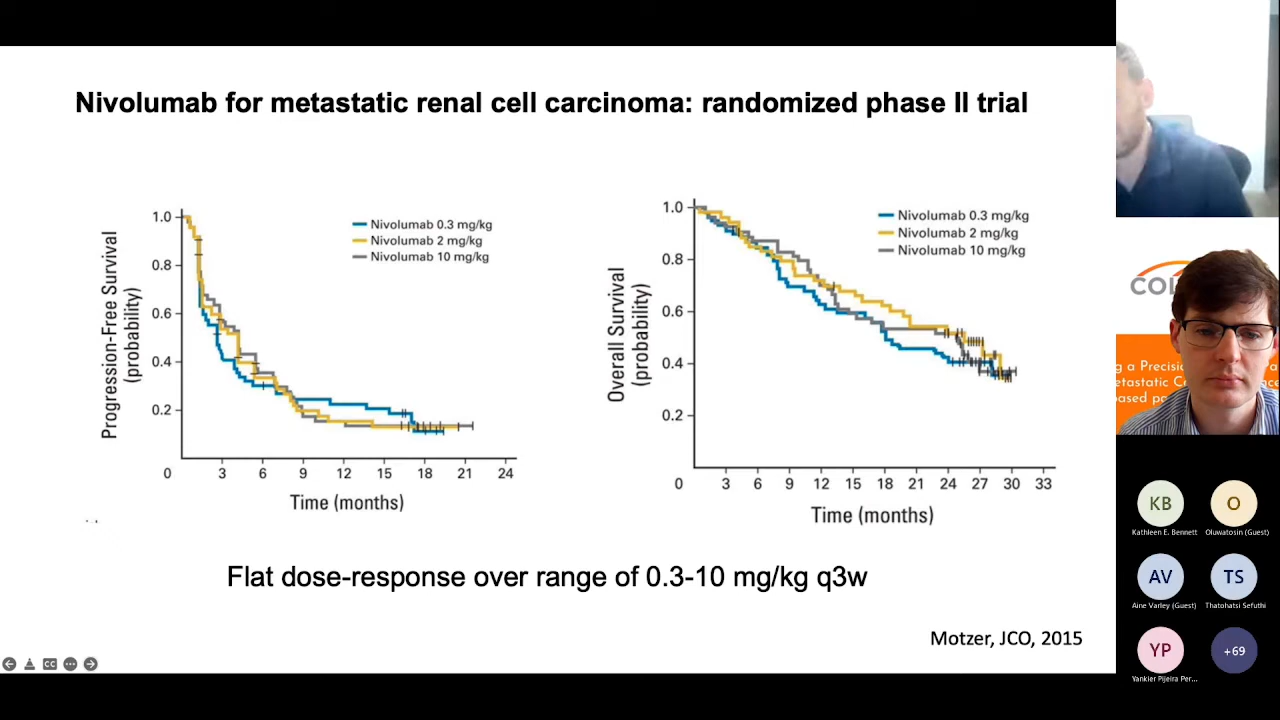 Nivolumab for metastatic renal cell carcinoma: randomized phase II trial
Progression-Free Survival
(probability)
1.0
0.8
0.6
0.4
0.2
0
3
6
9
12
15
18
21
24
Time (months)
Nivolumab 0.3 mg/kg
Nivolumab 2 mg/kg
Nivolumab 10 mg/kg
Overall Survival
(probability)
1.0
0.8
0.6
0.4
0.2
0
3
6
9
12
15
18
21
24
27
30
33
Time (months)
Nivolumab 0.3 mg/kg
Nivolumab 2 mg/kg
Nivolumab 10 mg/kg
Flat dose-response over range of 0.3-10 mg/kg q3w
Motzer, JCO, 2015
CC
g a Precisi
etastatic C
ased pa
KB
Kathleen E. Bennett
O
Oluwatosin (Guest)
AV
Aine Varley (Guest)
TS
Thatohatsi Sefuthi
YP
Yankier Pijeira Per...
+69